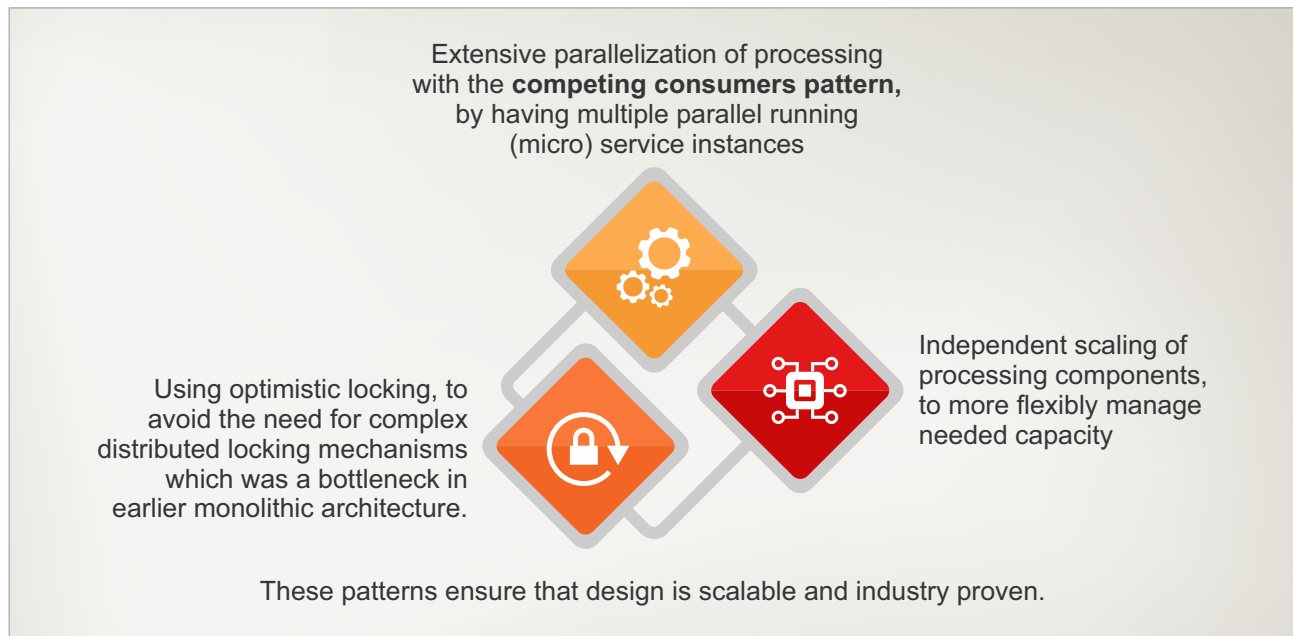 Extensive parallelization of processing
with the competing consumers pattern,
by having multiple parallel running
(micro) service instances
Independent scaling of
processing components,
to more flexibly manage
needed capacity
Using optimistic locking, to
avoid the need for complex
distributed locking mechanisms
which was a bottleneck in
earlier monolithic architecture.
These patterns ensure that design is scalable and industry proven.